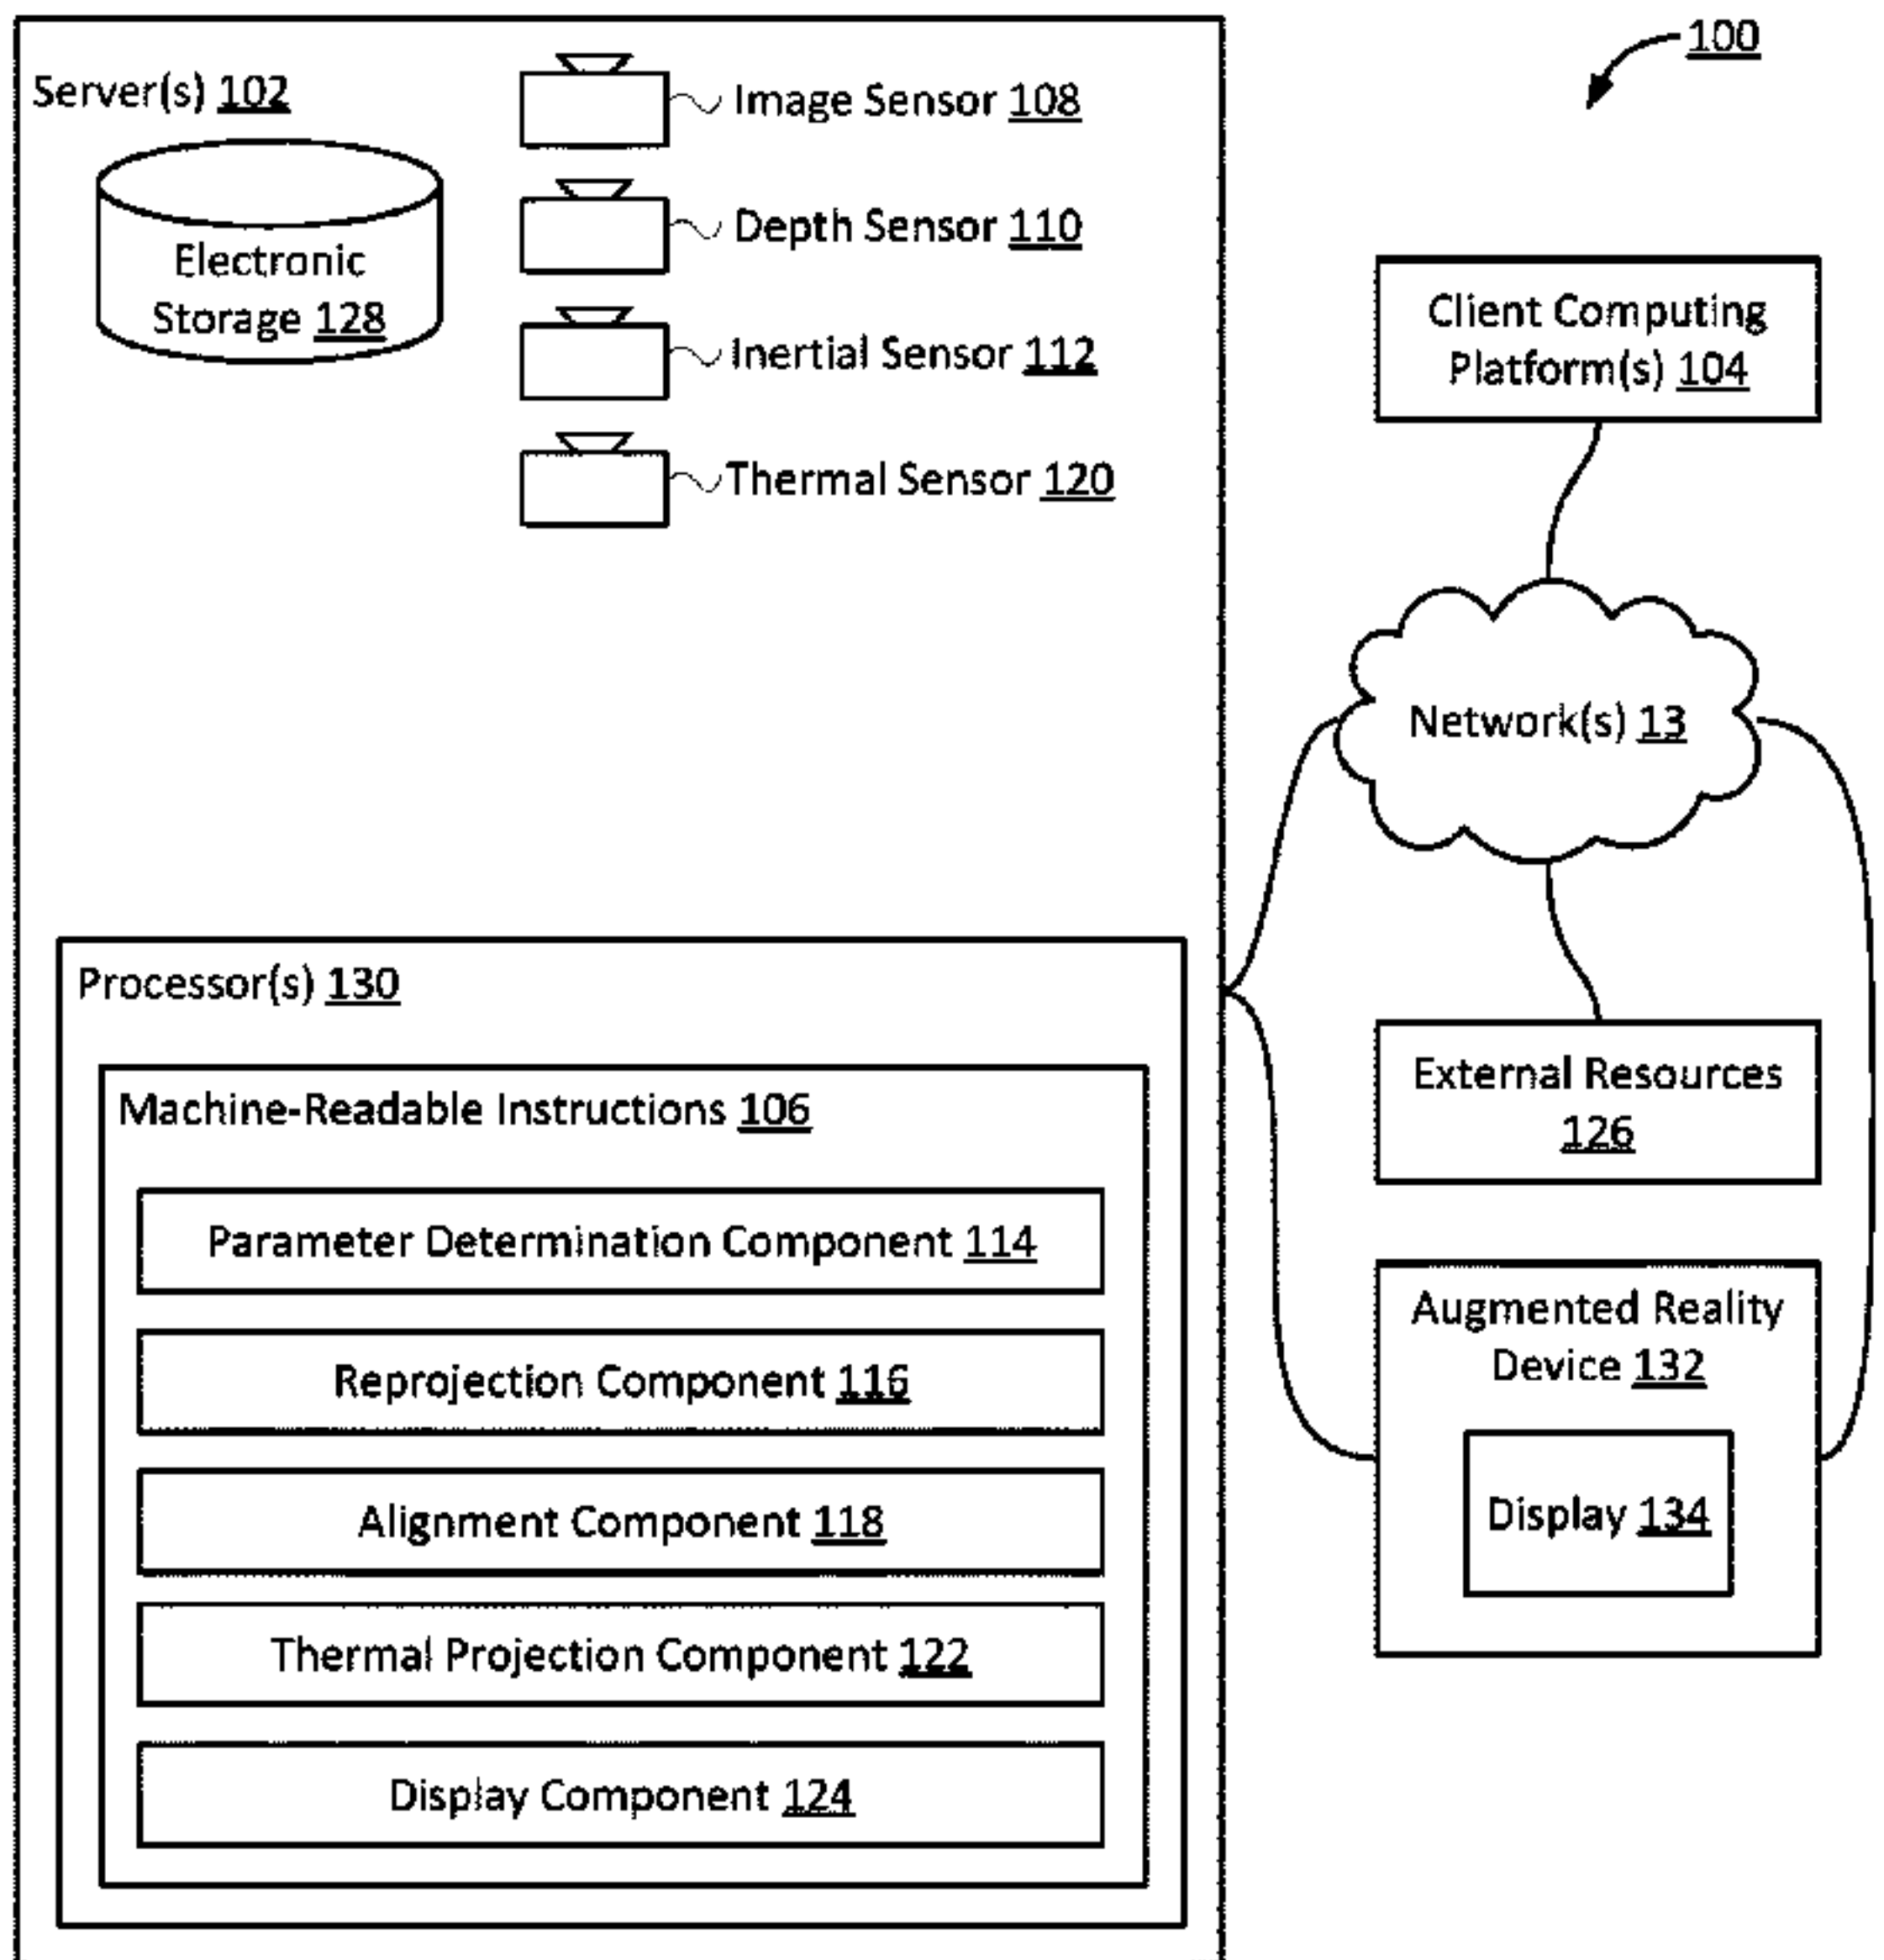 100
Server(s) 102
Image Sensor 108
Depth Sensor 110
Electronic
Storage 128
Inertial Sensor 112
Thermal Sensor 120
Client Computing
Platform(s) 104
Network(s) 13
Processor(s) 130
Machine-Readable Instructions 106
Parameter Determination Component 114
Reprojection Component 116
Alignment Component 118
Thermal Projection Component 122
Display Component 124
External Resources
126
Augmented Reality
Device 132
Display 134